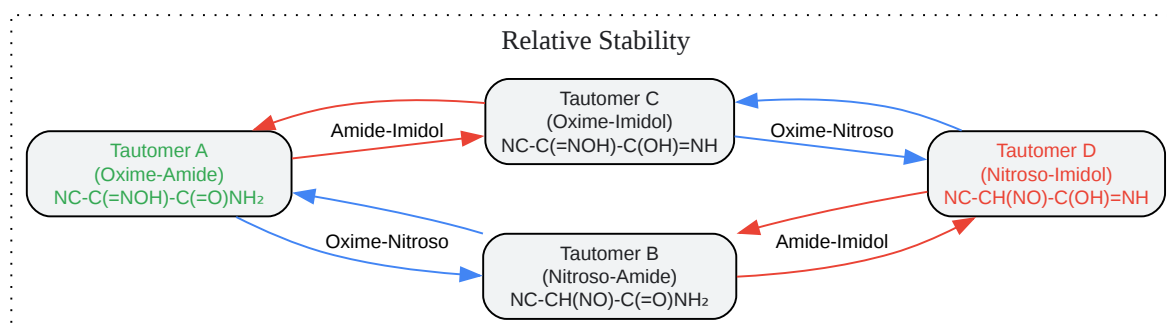 Relative Stability
Tautomer A
(Oxime-Amide)
NC-C(=NOH)-C(=O)NH₂
Amide-Imidol
Oxime-Nitroso
Tautomer C
(Oxime-Imidol)
NC-C(=NOH)-C(OH)=NH
Tautomer B
(Nitroso-Amide)
NC-CH(NO)-C(=O)NH₂
Oxime-Nitroso
Amide-Imidol
Tautomer D
(Nitroso-Imidol)
NC-CH(NO)-C(OH)=NH